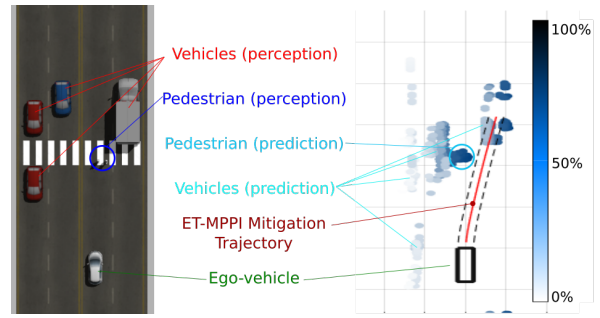 Vehicles (perception)
Pedestrian (perception)
Pedestrian (prediction)
Vehicles (prediction)
ET-MPPI Mitigation
Trajectory
Ego-vehicle
100%
50%
0%